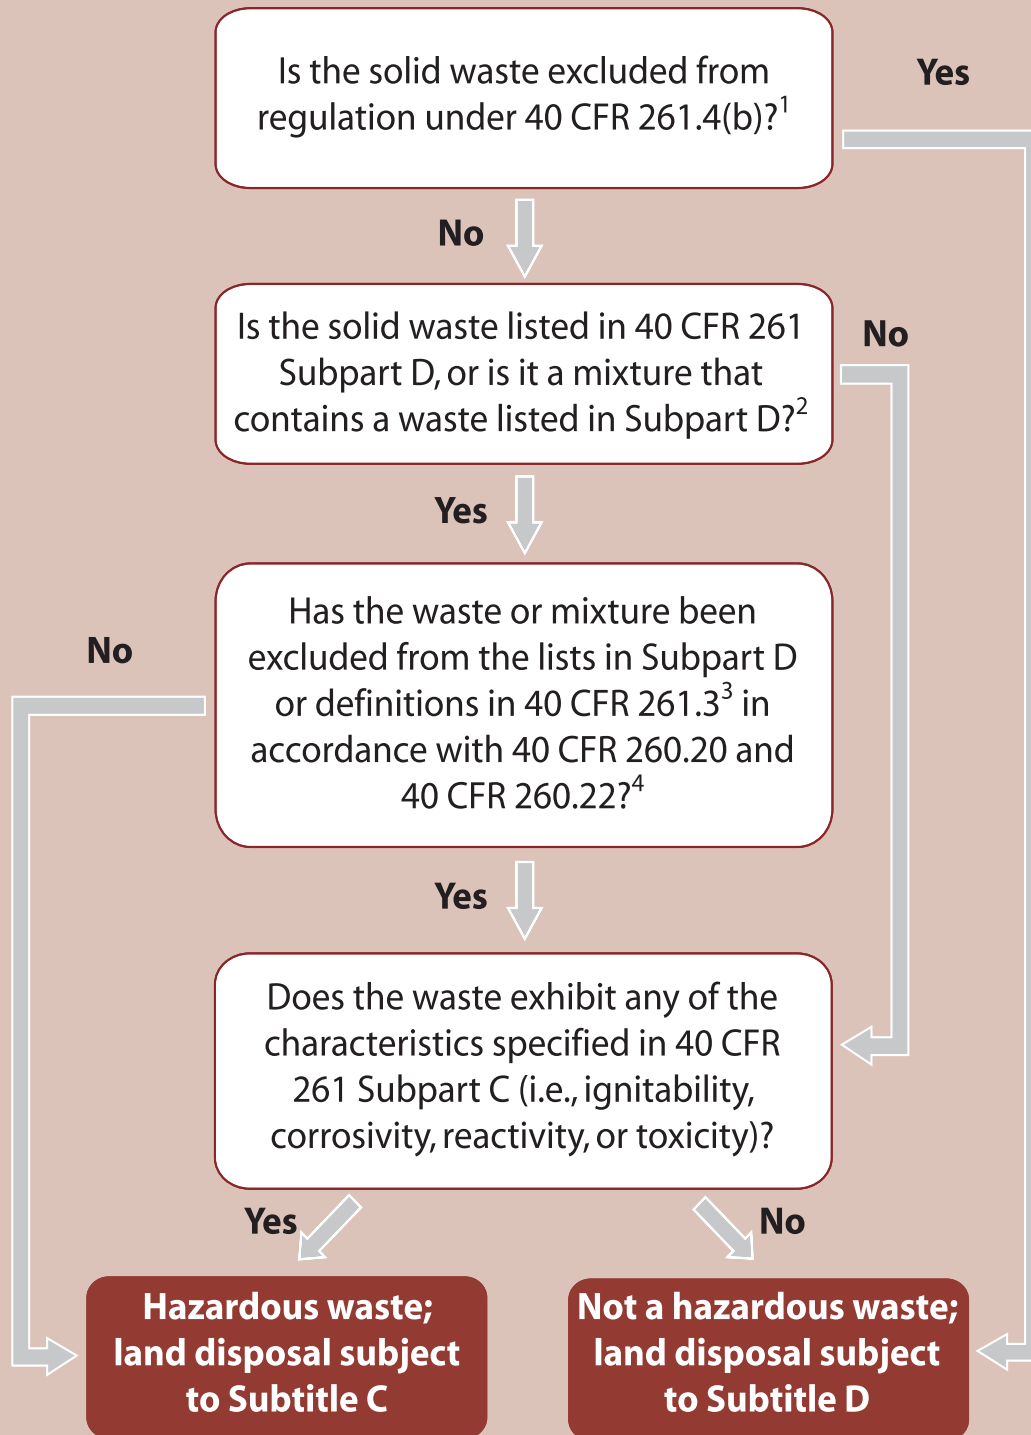 Is the solid waste excluded from
regulation under 40 CFR 261.4(b)?1
Yes
No
Is the solid waste listed in 40 CFR 261
Subpart D, or is it a mixture that
contains a waste listed in Subpart D?2
No
Yes
Has the waste or mixture been
excluded from the lists in Subpart D
or definitions in 40 CFR 261.33 in
accordance with 40 CFR 260.20 and
40 CFR 260.22?4
No
Yes
Does the waste exhibit any of the
characteristics specified in 40 CFR
261 Subpart C (i.e., ignitability,
corrosivity, reactivity, or toxicity)?
Yes
No
Hazardous waste;
land disposal subject
to Subtitle C
Not a hazardous waste;
land disposal subject
to Subtitle D